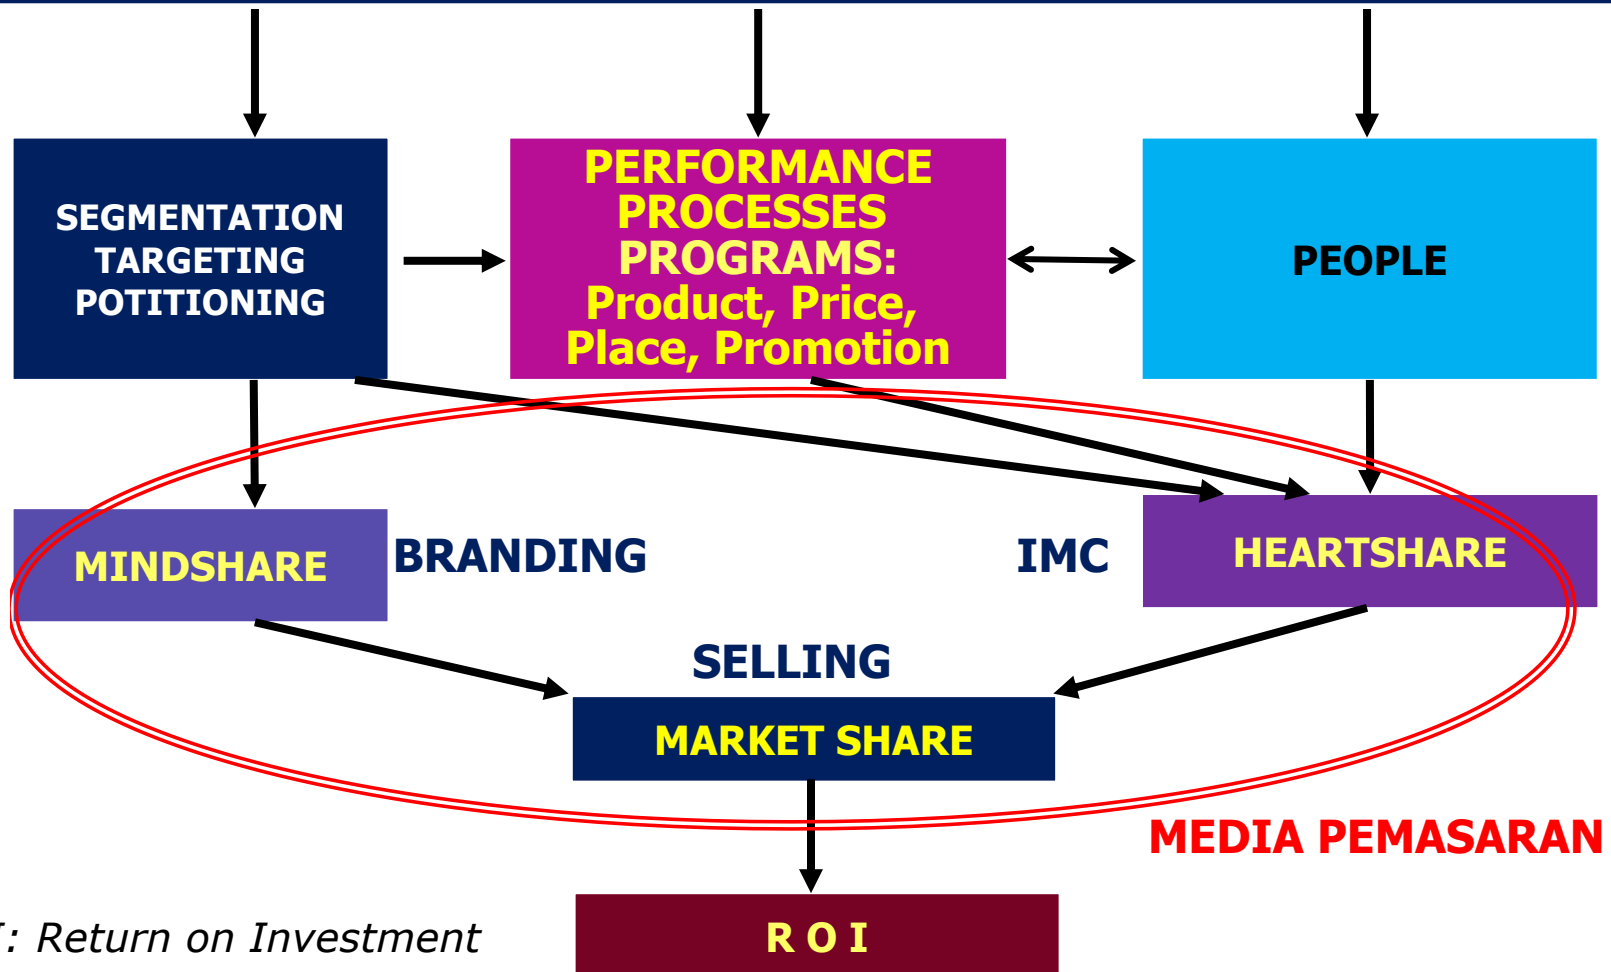 SEGMENTATION
TARGETING
POTITIONING
PERFORMANCE
PROCESSES
PROGRAMS:
Product, Price,
Place, Promotion
PEOPLE
MINDSHARE
BRANDING
IMC
HEARTSHARE
SELLING
MARKET SHARE
MEDIA PEMASARAN
I: Return on Investment
R O I